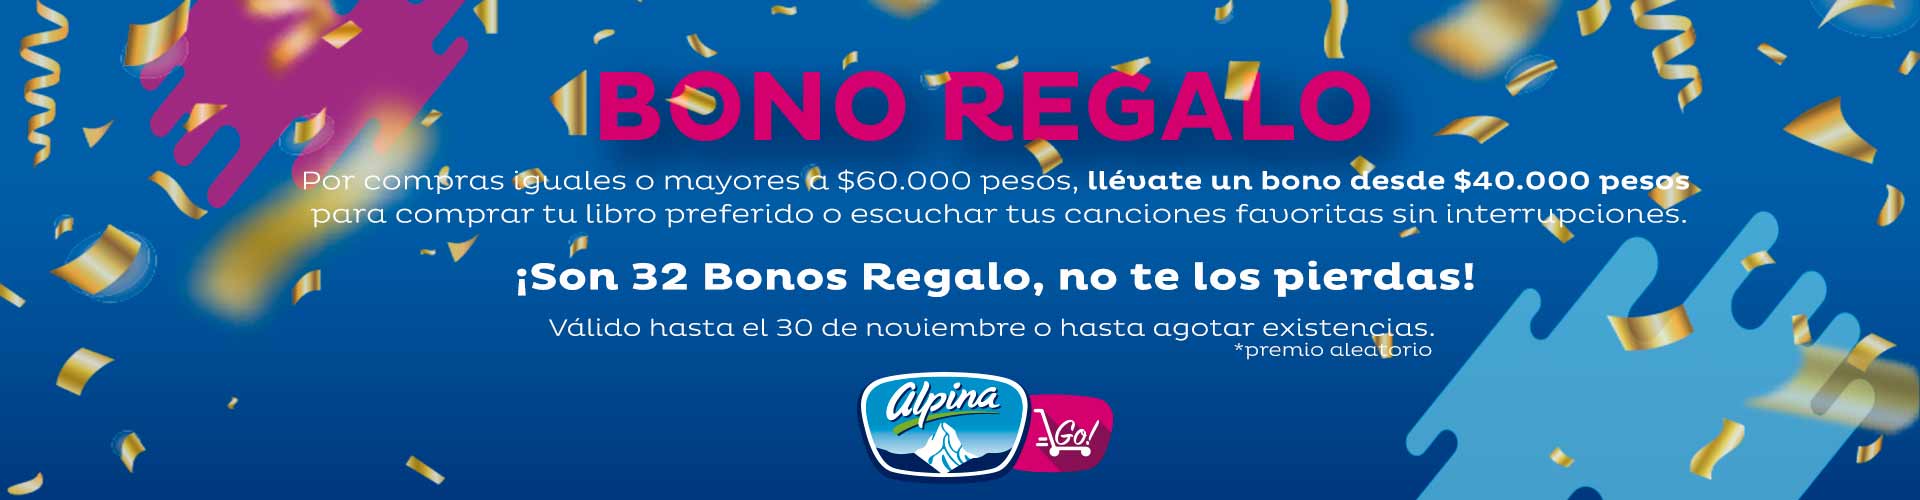 BONO REGALO
Por compras iguales o mayores a $60.000 pesos, llévate un bono desde $40.000 pesos
para comprar tu libro preferido o escuchar tus canciones favoritas sin interrupciones.
¡Son 32 Bonos Regalo, no te los pierdas!
Válido hasta el 30 de noviembre o hasta agotar existencias.
*premio aleatorio
alpina
Go!